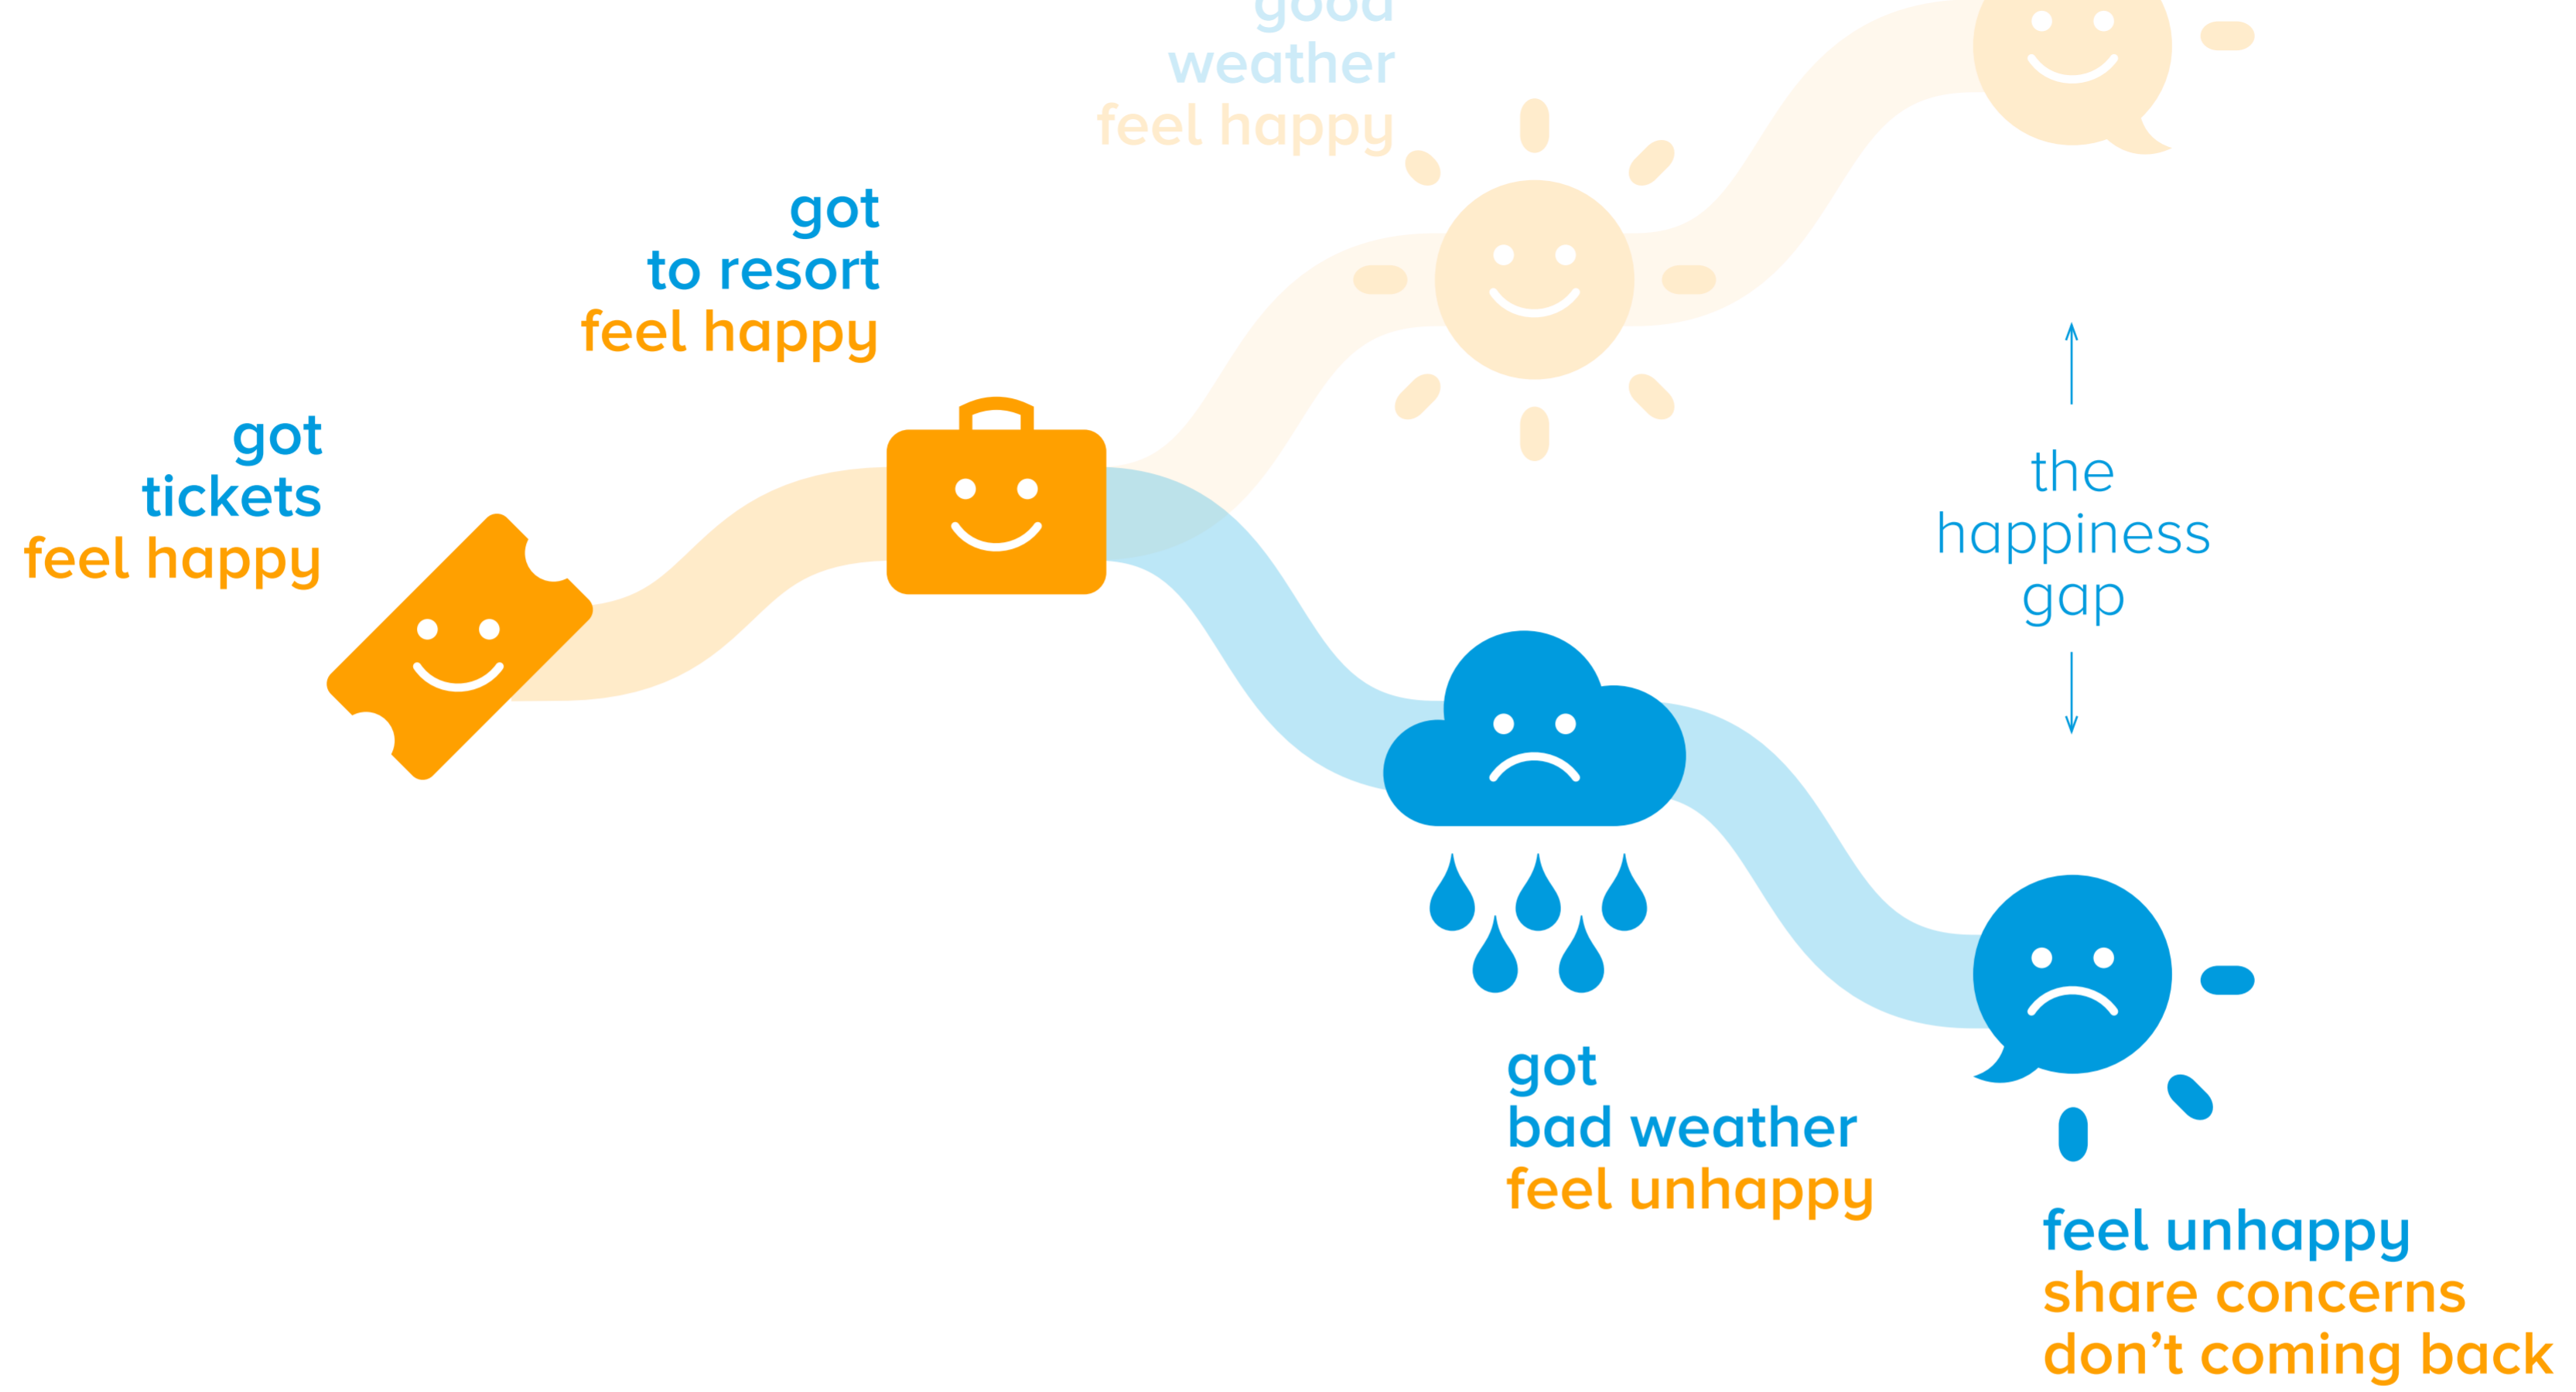 good
weather
feel happy
got
to resort
feel happy
got
tickets
feel happy
the
happiness
gap
got
bad weather
feel unhappy
feel unhappy
share concerns
don’t coming back